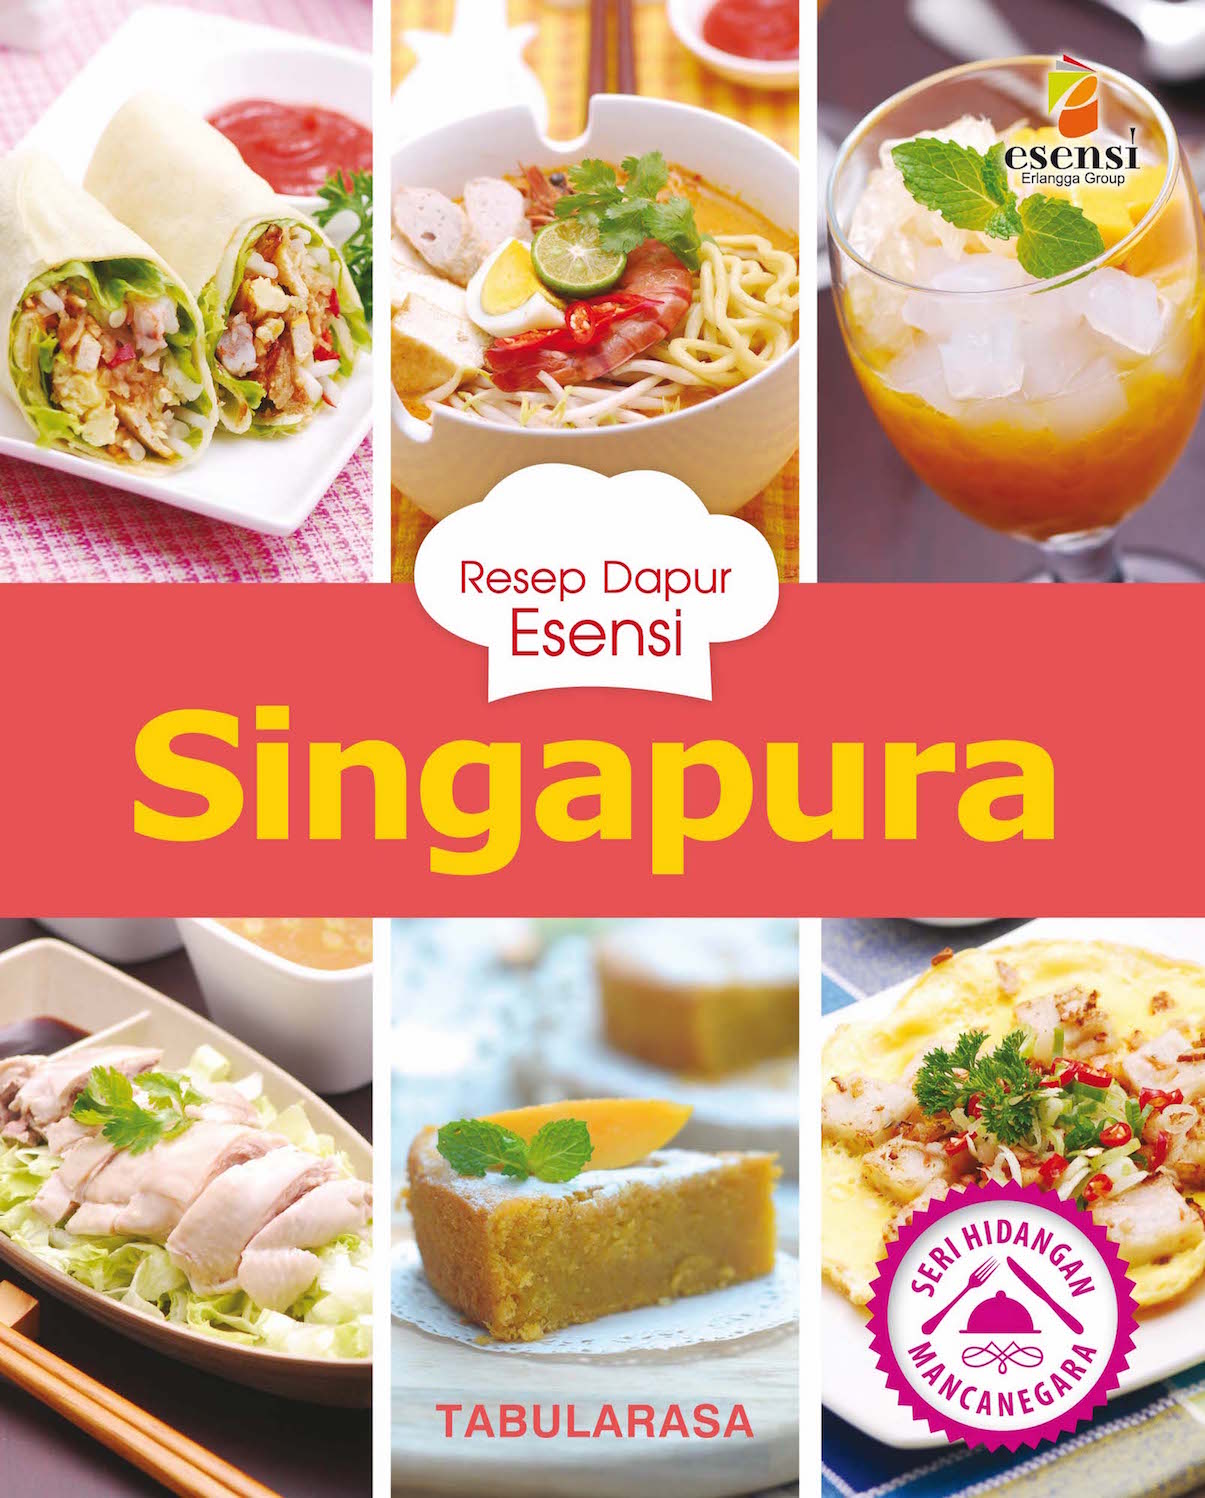 esensi
Erlangga Group
Resep Dapur
Esensi
Singapura
TABULARASA
SERI HIDANGAN
MANCANEGARA